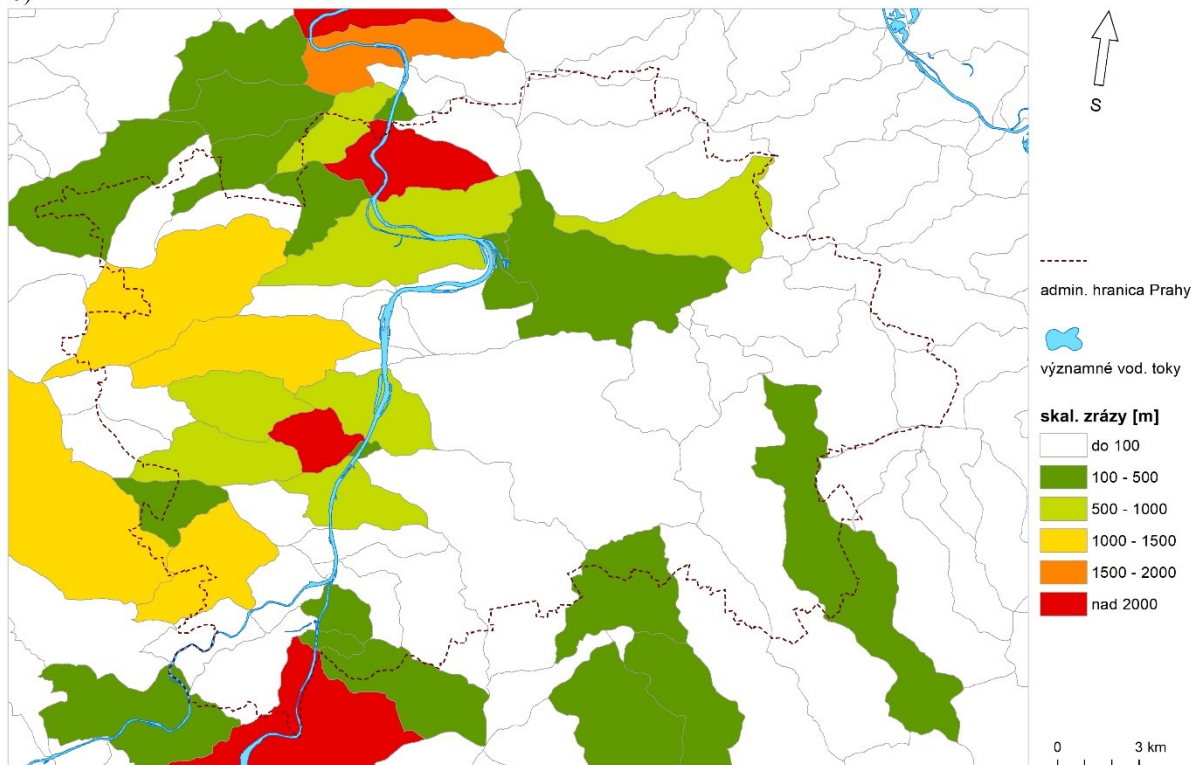 S
admin. hranica Prahy
významné vod. toky
skal. zrázy [m]
do 100
100 - 500
500 - 1000
1000 - 1500
1500 - 2000
nad 2000
0 3 km